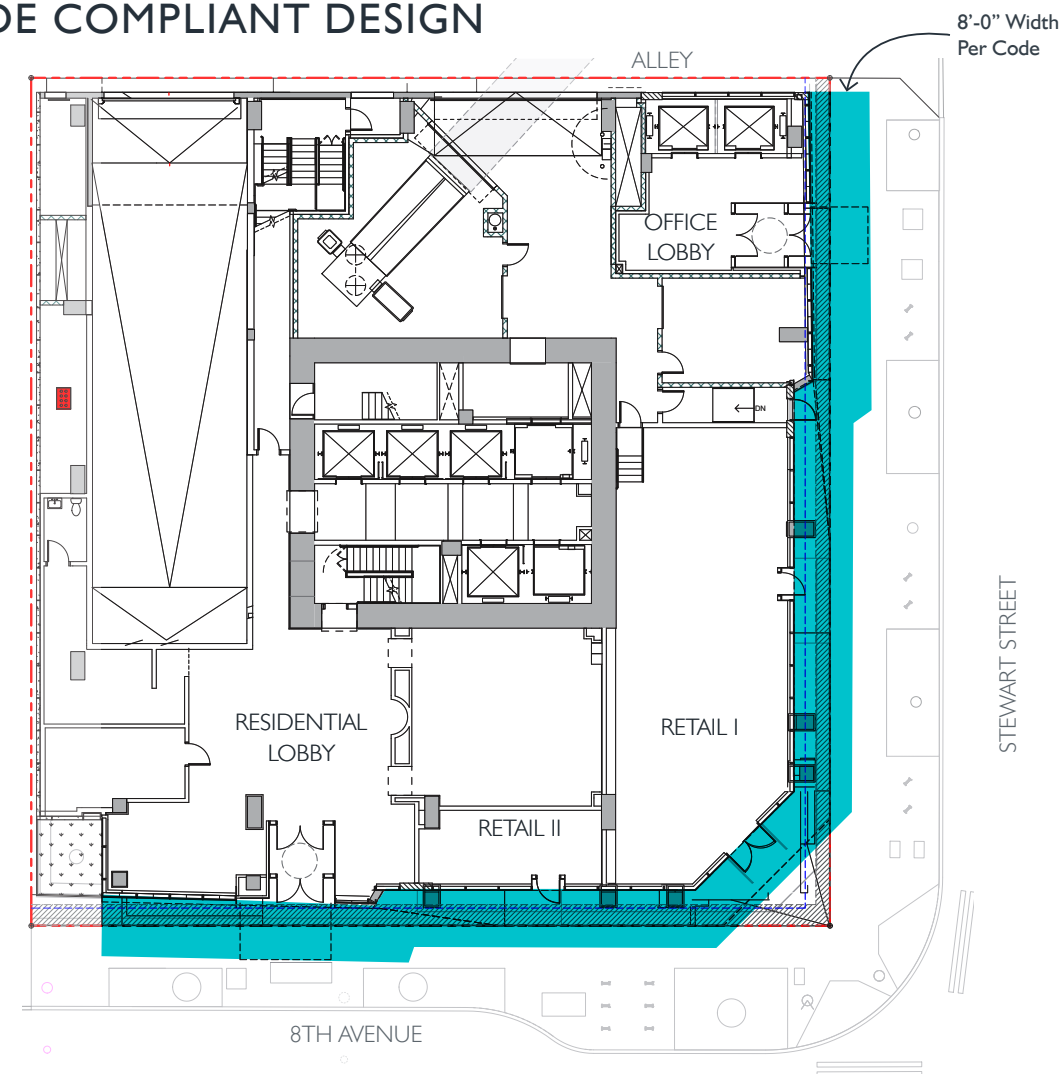 DE COMPLIANT DESIGN
8'-0" Width
Per Code
ALLEY
OFFICE
LOBBY
DN
STEWART STREET
RESIDENTIAL
LOBBY
RETAIL I
RETAIL II
8TH AVENUE